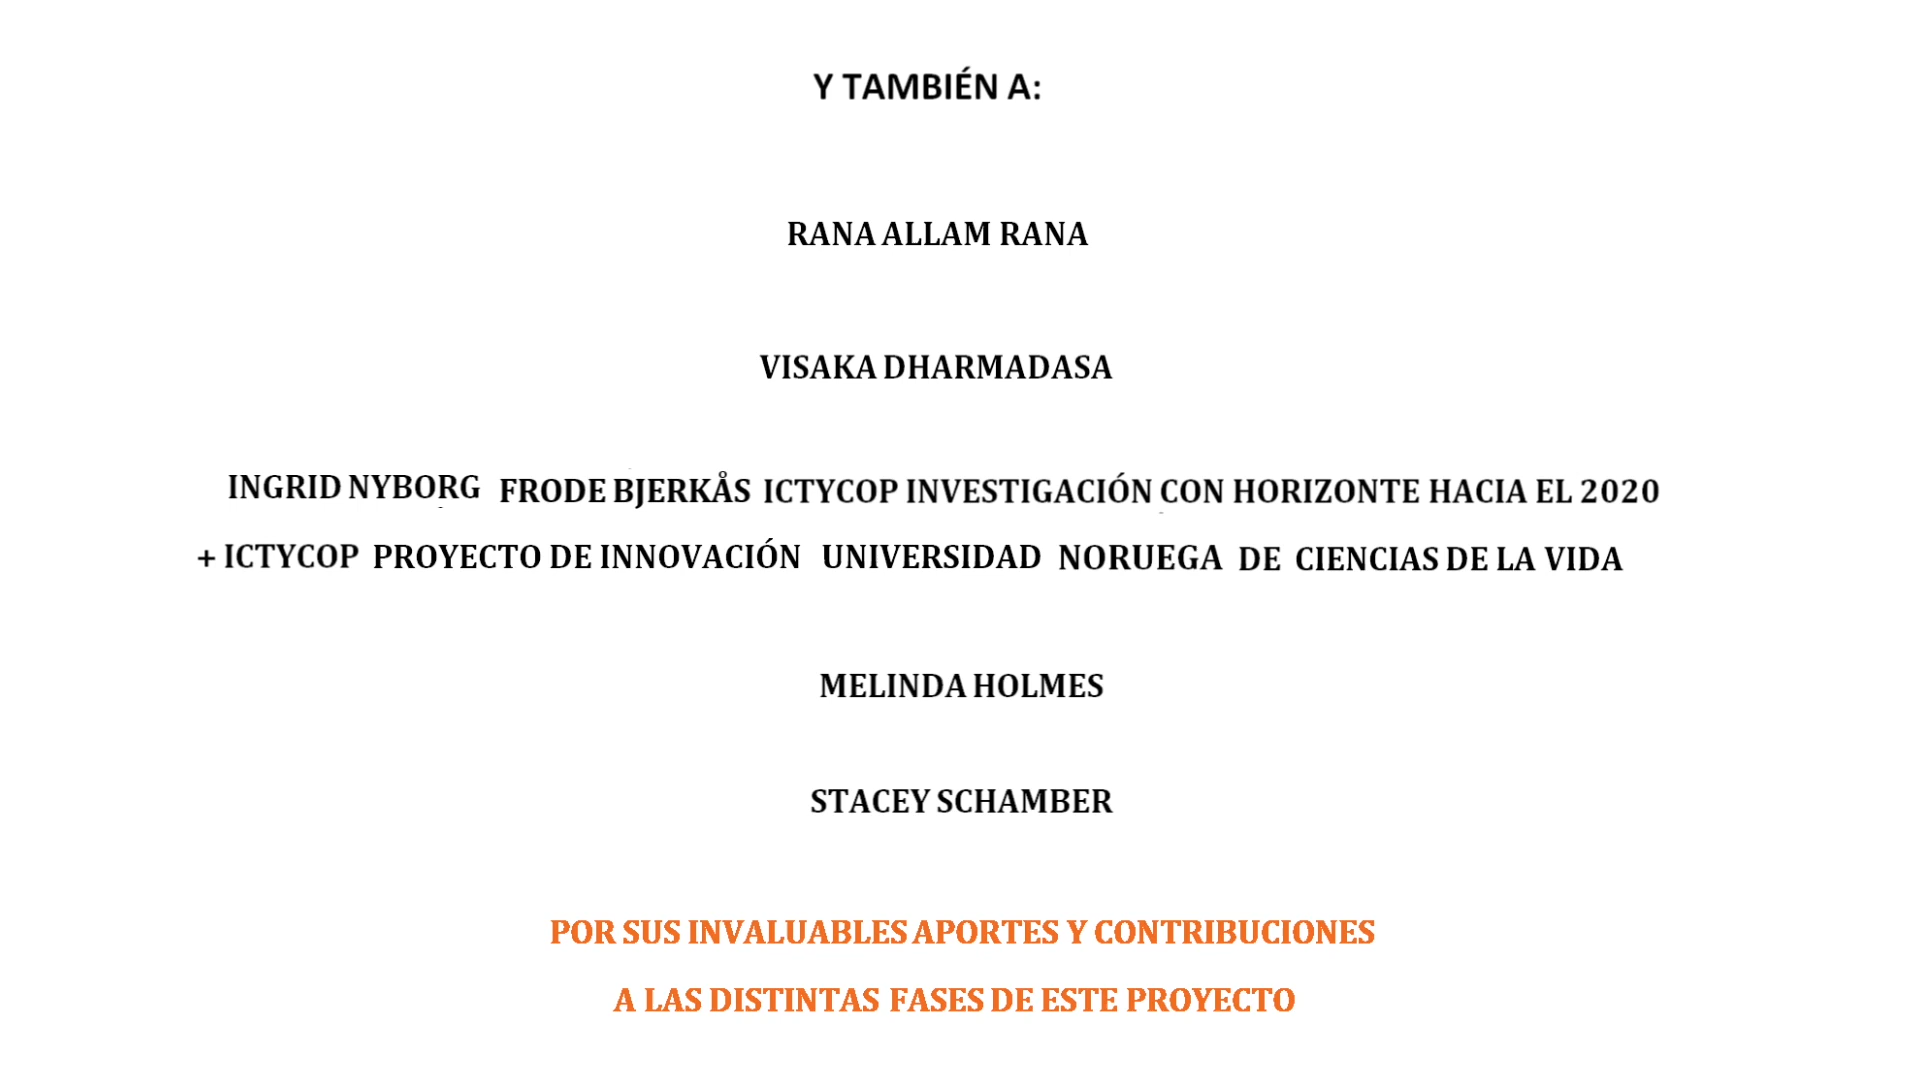 Y TAMBIÉN A:
RANA ALLAM RANA
VISAKA DHARMADASA
INGRID NYBORG FRODE BJERKÅS ICTYCOP INVESTIGACIÓN CON HORIZONTE HACIA EL 2020
+ ICTYCOP PROYECTO DE INNOVACIÓN UNIVERSIDAD NORUEGA DE CIENCIAS DE LA VIDA
MELINDA HOLMES
STACEY SCHAMBER
POR SUS INVALUABLES APORTES Y CONTRIBUCIONES
A LAS DISTINTAS FASES DE ESTE PROYECTO